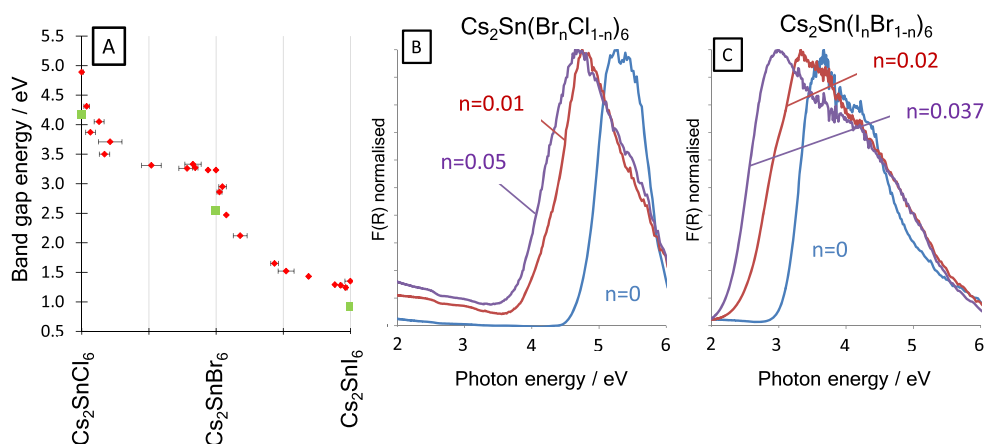 A
Band gap energy / eV
5.5
5.0
4.5
4.0
3.5
3.0
2.5
2.0
1.5
1.0
0.5
Cs₂SnCl₆
Cs₂SnBr₆
Cs₂SnI₆
Cs₂Sn(BrₙCl₁₋ₙ)₆
B
n=0.01
n=0.05
n=0
F(R) normalised
2 3 4 5 6
Photon energy / eV
Cs₂Sn(IₙBr₁₋ₙ)₆
C
n=0.02
n=0.037
n=0
F(R) normalised
2 3 4 5 6
Photon energy / eV